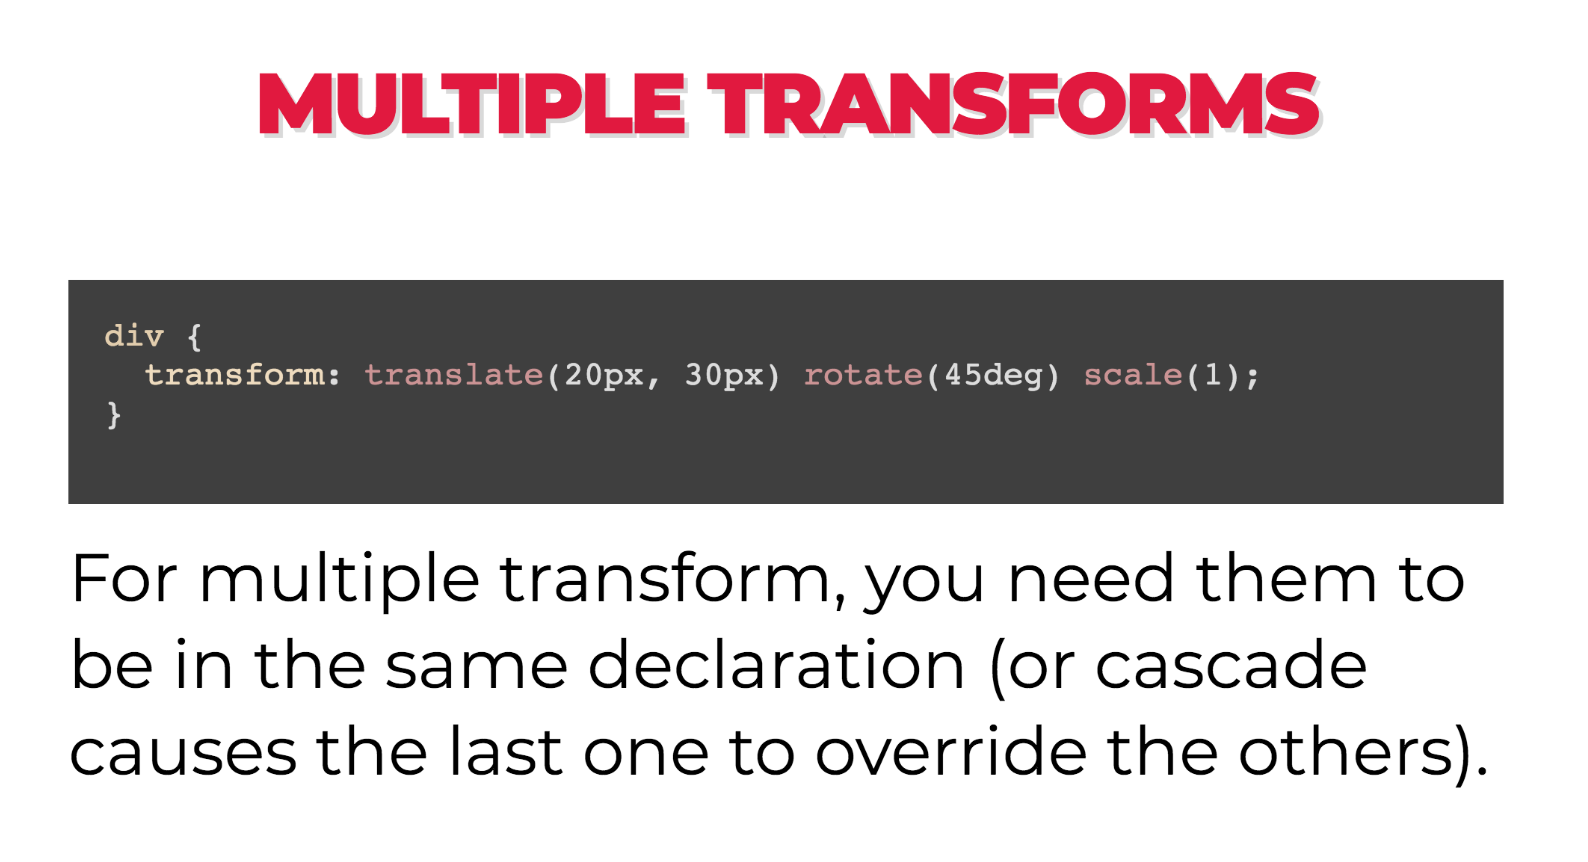 MULTIPLE TRANSFORMS
div {
  transform: translate(20px, 30px) rotate(45deg) scale(1);
}
For multiple transform, you need them to
be in the same declaration (or cascade
causes the last one to override the others).